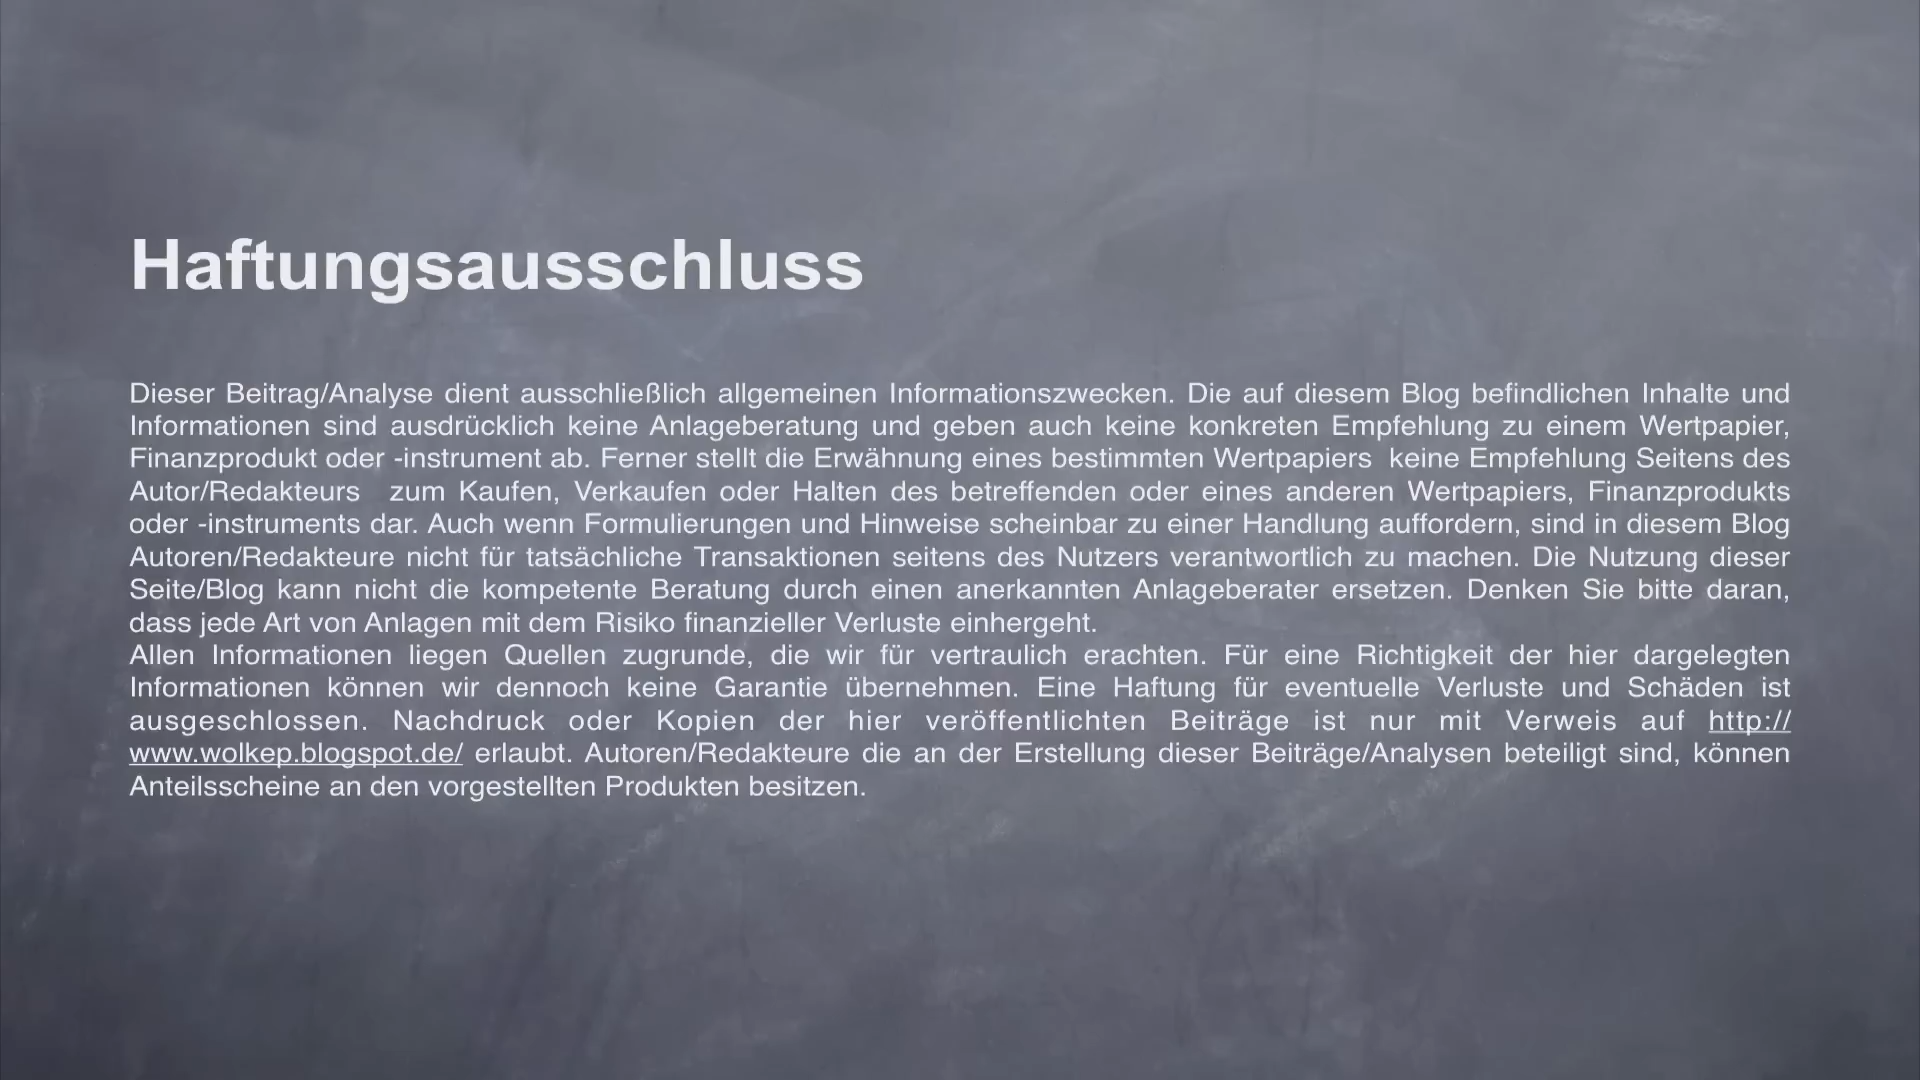 Haftungsausschluss
Dieser Beitrag/Analyse dient ausschließlich allgemeinen Informationszwecken. Die auf diesem Blog befindlichen Inhalte und
Informationen sind ausdrücklich keine Anlageberatung und geben auch keine konkreten Empfehlung zu einem Wertpapier,
Finanzprodukt oder -instrument ab. Ferner stellt die Erwähnung eines bestimmten Wertpapiers keine Empfehlung Seitens des
Autor/Redakteurs zum Kaufen, Verkaufen oder Halten des betreffenden oder eines anderen Wertpapiers, Finanzprodukts
oder -instruments dar. Auch wenn Formulierungen und Hinweise scheinbar zu einer Handlung auffordern, sind in diesem Blog
Autoren/Redakteure nicht für tatsächliche Transaktionen seitens des Nutzers verantwortlich zu machen. Die Nutzung dieser
Seite/Blog kann nicht die kompetente Beratung durch einen anerkannten Anlageberater ersetzen. Denken Sie bitte daran,
dass jede Art von Anlagen mit dem Risiko finanzieller Verluste einhergeht.
Allen Informationen liegen Quellen zugrunde, die wir für vertraulich erachten. Für eine Richtigkeit der hier dargelegten
Informationen können wir dennoch keine Garantie übernehmen. Eine Haftung für eventuelle Verluste und Schäden ist
ausgeschlossen. Nachdruck oder Kopien der hier veröffentlichten Beiträge ist nur mit Verweis auf http://
www.wolkep.blogspot.de/ erlaubt. Autoren/Redakteure die an der Erstellung dieser Beiträge/Analysen beteiligt sind, können
Anteilsscheine an den vorgestellten Produkten besitzen.